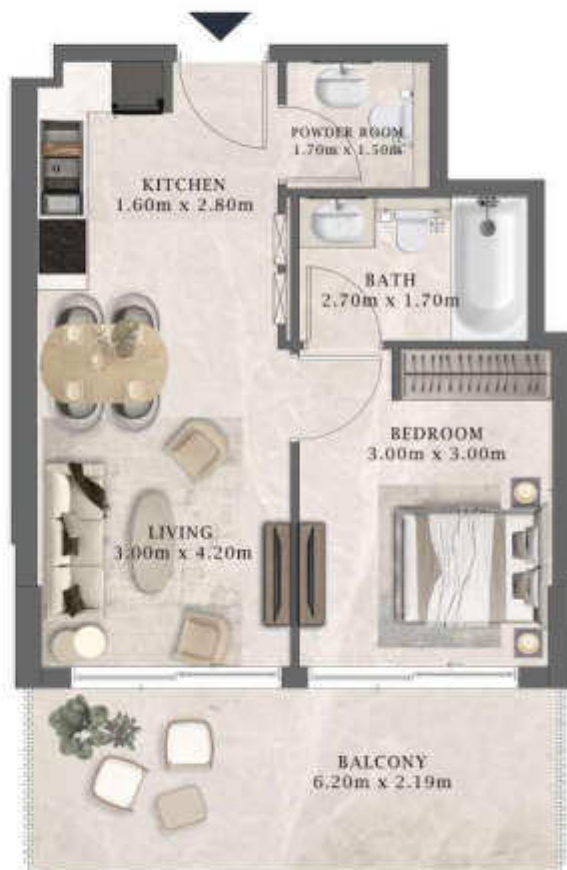 POWDER ROOM
1.70m x 1.50m
KITCHEN
1.60m x 2.80m
BATH
2.70m x 1.70m
BEDROOM
3.00m x 3.00m
LIVING
3.00m x 4.20m
BALCONY
6.20m x 2.19m